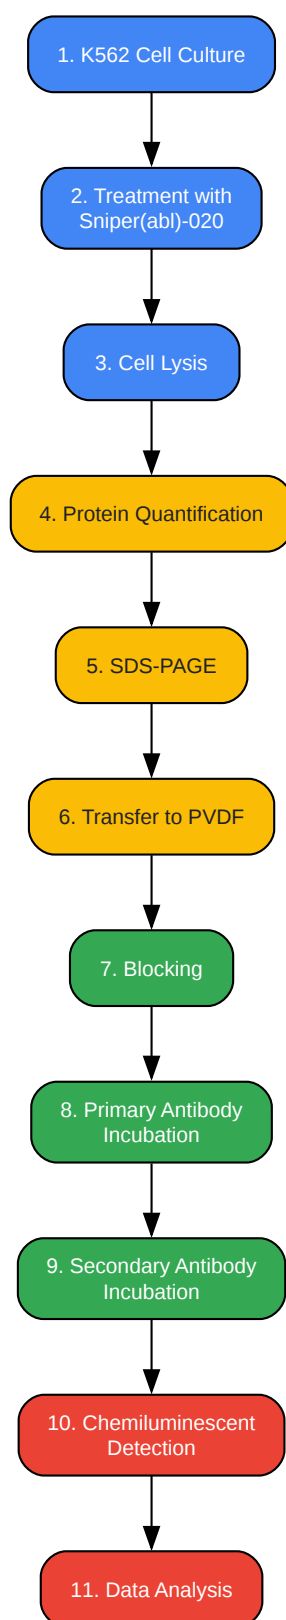 1. K562 Cell Culture
2. Treatment with
Sniper(abl)-020
3. Cell Lysis
4. Protein Quantification
5. SDS-PAGE
6. Transfer to PVDF
7. Blocking
8. Primary Antibody
Incubation
9. Secondary Antibody
Incubation
10. Chemiluminescent
Detection
11. Data Analysis